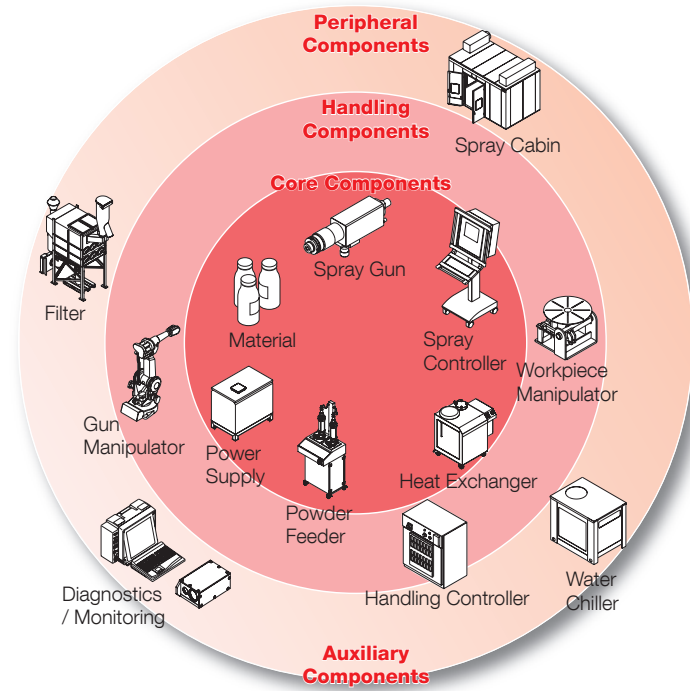 Peripheral
Components
Spray Cabin
Handling
Components
Core Components
Spray Gun
Filter
Material
Spray
Controller
Workpiece
Manipulator
Gun
Manipulator
Power
Supply
Powder
Feeder
Heat Exchanger
Diagnostics
/ Monitoring
Handling Controller
Water
Chiller
Auxiliary
Components